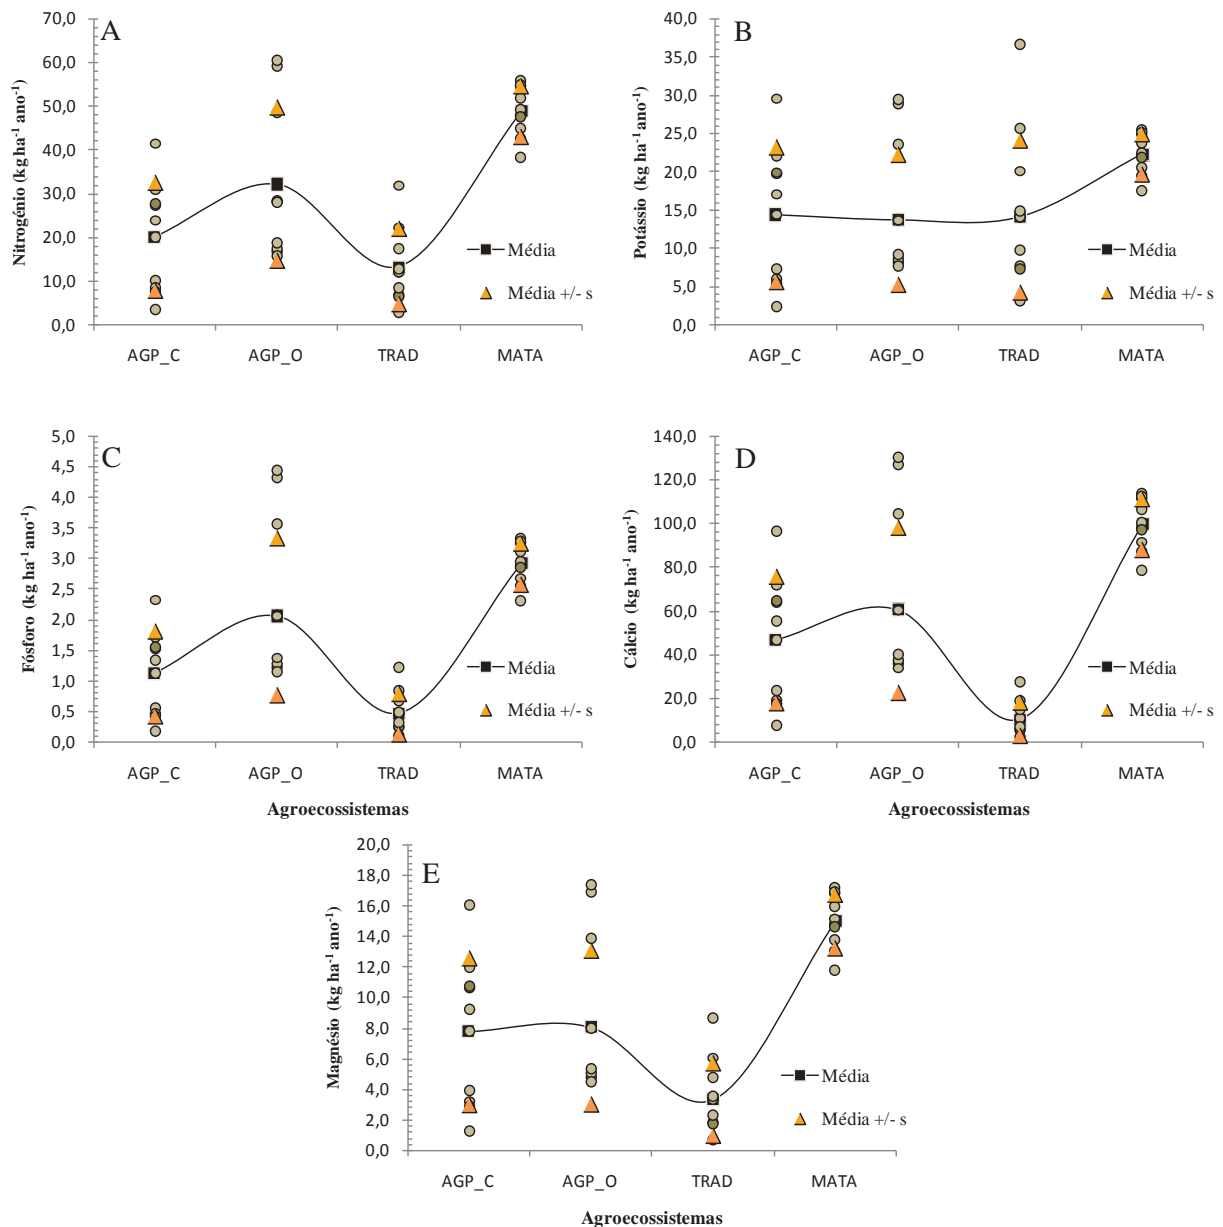 A
Nitrogênio (kg ha⁻¹ ano⁻¹)
70,0
60,0
50,0
40,0
30,0
20,0
10,0
0,0
Média
Média +/- s
AGP_C AGP_O TRAD MATA
B
Potássio (kg ha⁻¹ ano⁻¹)
40,0
35,0
30,0
25,0
20,0
15,0
10,0
5,0
0,0
Média
Média +/- s
AGP_C AGP_O TRAD MATA
C
Fósforo (kg ha⁻¹ ano⁻¹)
5,0
4,5
4,0
3,5
3,0
2,5
2,0
1,5
1,0
0,5
0,0
Média
Média +/- s
AGP_C AGP_O TRAD MATA
Agroecossistemas
D
Cálcio (kg ha⁻¹ ano⁻¹)
140,0
120,0
100,0
80,0
60,0
40,0
20,0
0,0
Média
Média +/- s
AGP_C AGP_O TRAD MATA
Agroecossistemas
E
Magnésio (kg ha⁻¹ ano⁻¹)
20,0
18,0
16,0
14,0
12,0
10,0
8,0
6,0
4,0
2,0
0,0
Média
Média +/- s
AGP_C AGP_O TRAD MATA
Agroecossistemas